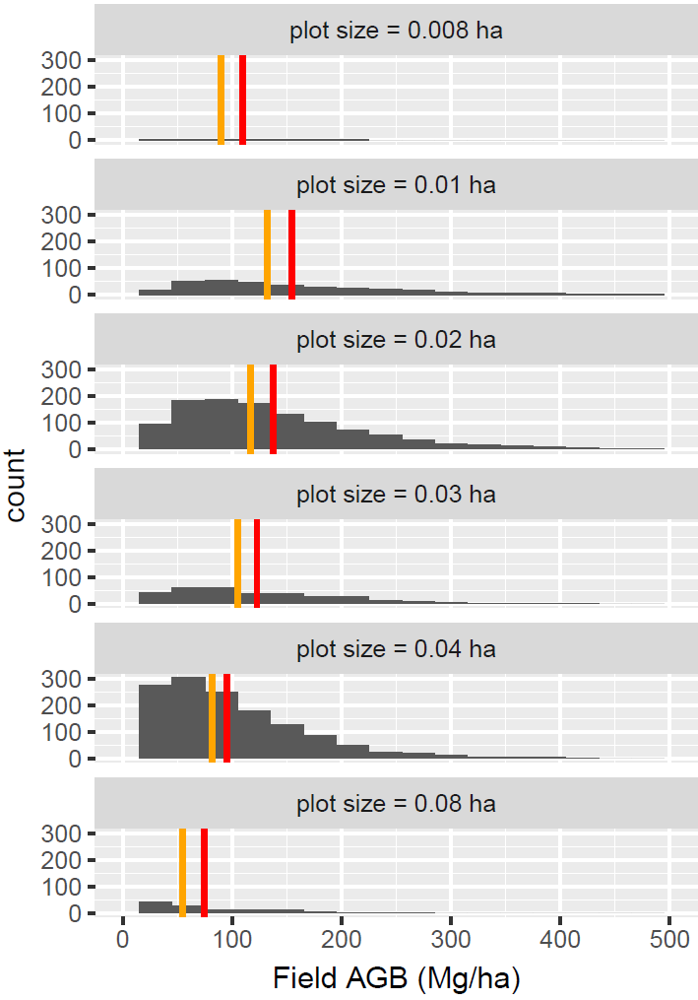 plot size = 0.008 ha
300
200
100
0
plot size = 0.01 ha
300
200
100
0
plot size = 0.02 ha
300
200
100
0
plot size = 0.03 ha
300
200
100
0
plot size = 0.04 ha
300
200
100
0
plot size = 0.08 ha
300
200
100
0
count
0 100 200 300 400 500
Field AGB (Mg/ha)